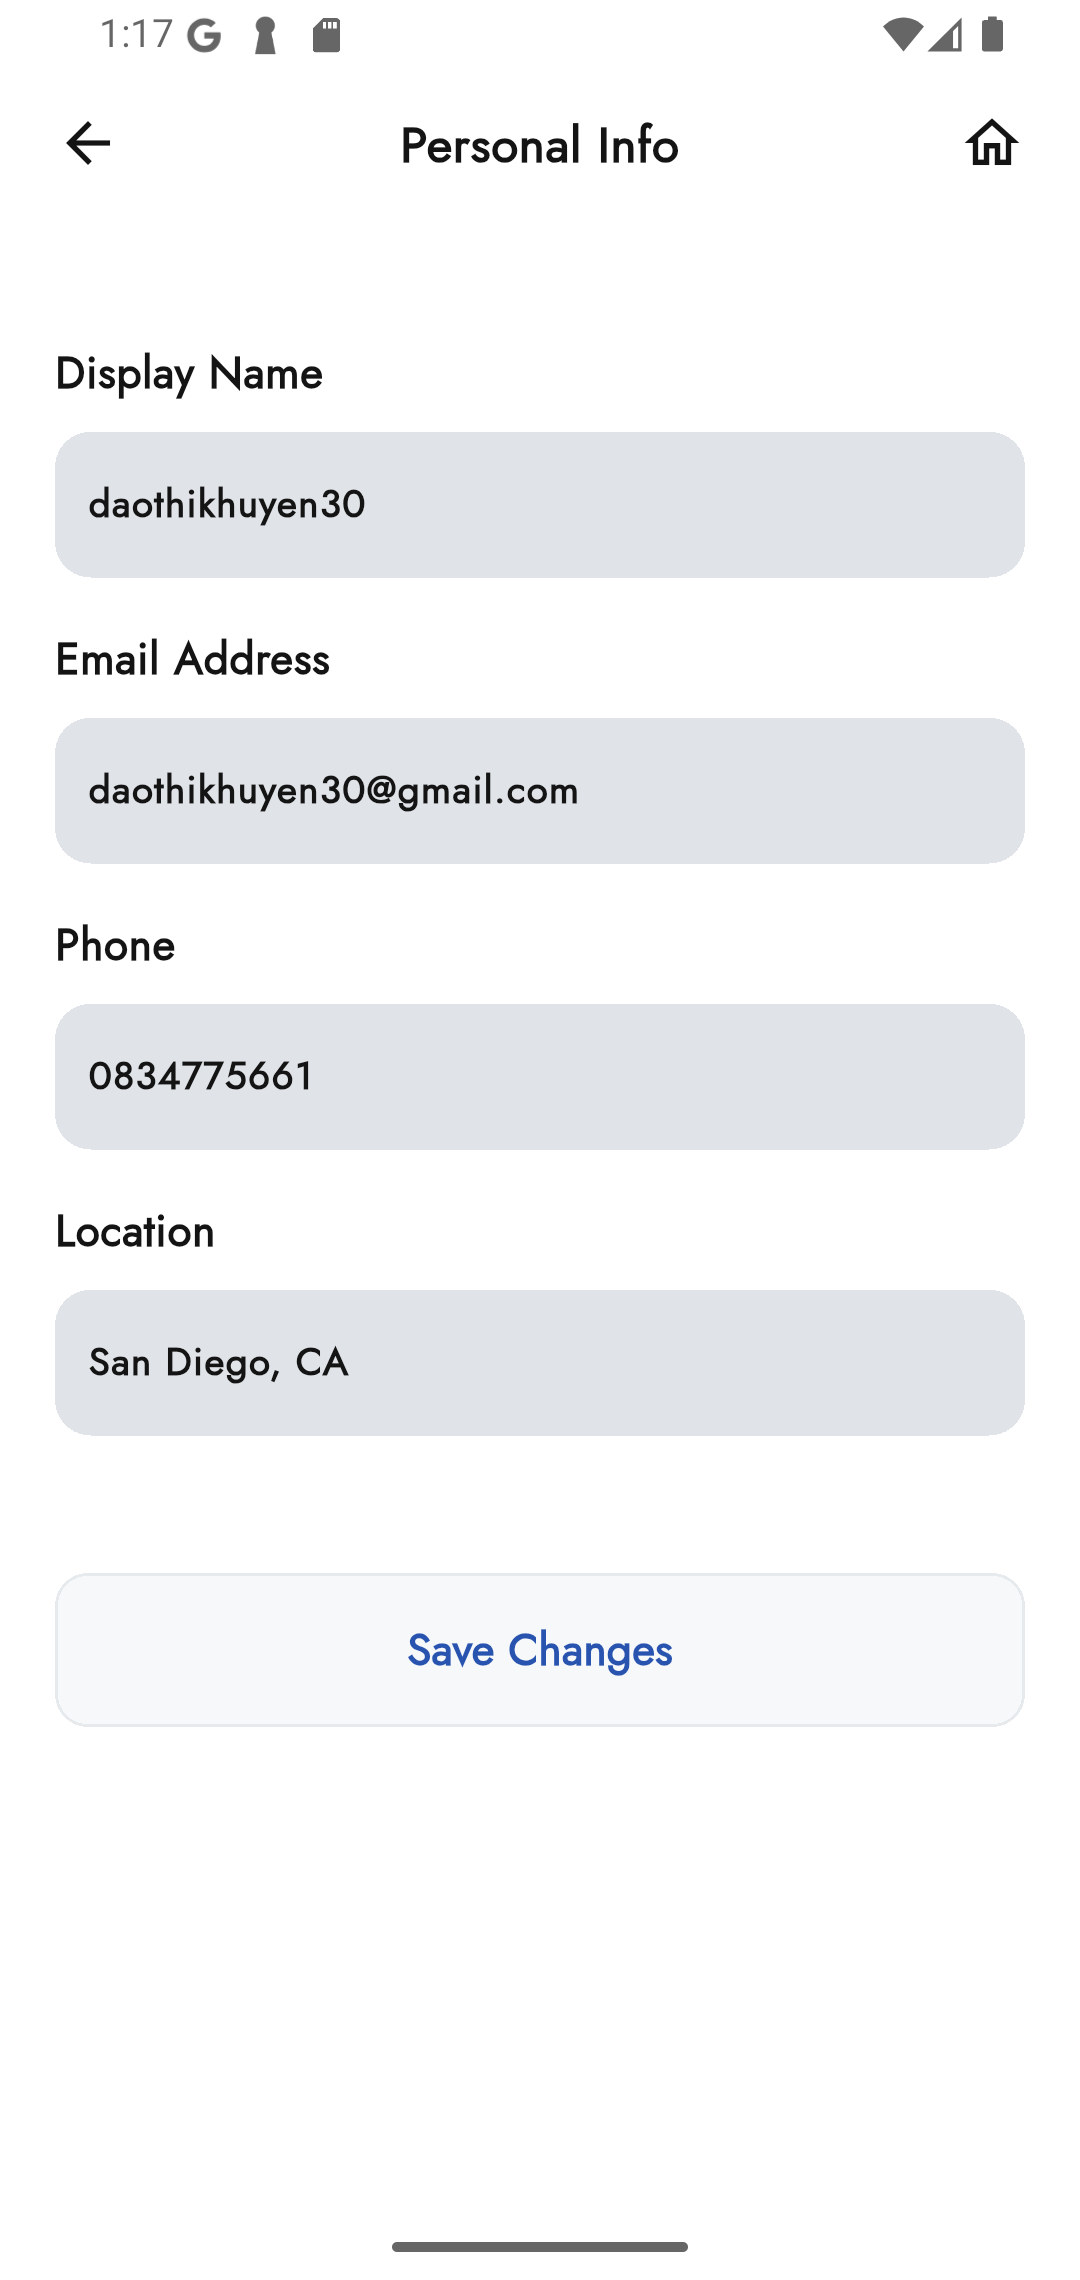 1:17
Personal Info
Display Name
daothikhuyen30
Email Address
daothikhuyen30@gmail.com
Phone
0834775661
Location
San Diego, CA
Save Changes